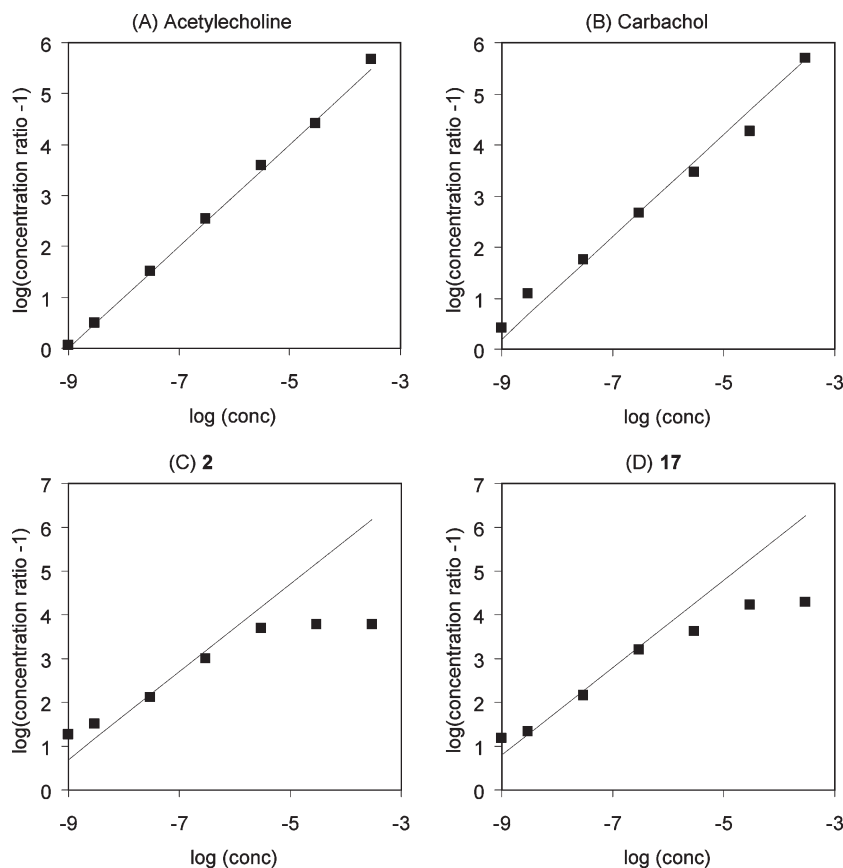 (A) Acetylecholine
log(concentration ratio -1)
6
5
4
3
2
1
0
-9 -7 -5 -3
log (conc)
(B) Carbachol
log(concentration ratio -1)
6
5
4
3
2
1
0
-9 -7 -5 -3
log (conc)
(C) 2
log(concentration ratio -1)
7
6
5
4
3
2
1
0
-9 -7 -5 -3
log (conc)
(D) 17
log(concentration ratio -1)
7
6
5
4
3
2
1
0
-9 -7 -5 -3
log (conc)